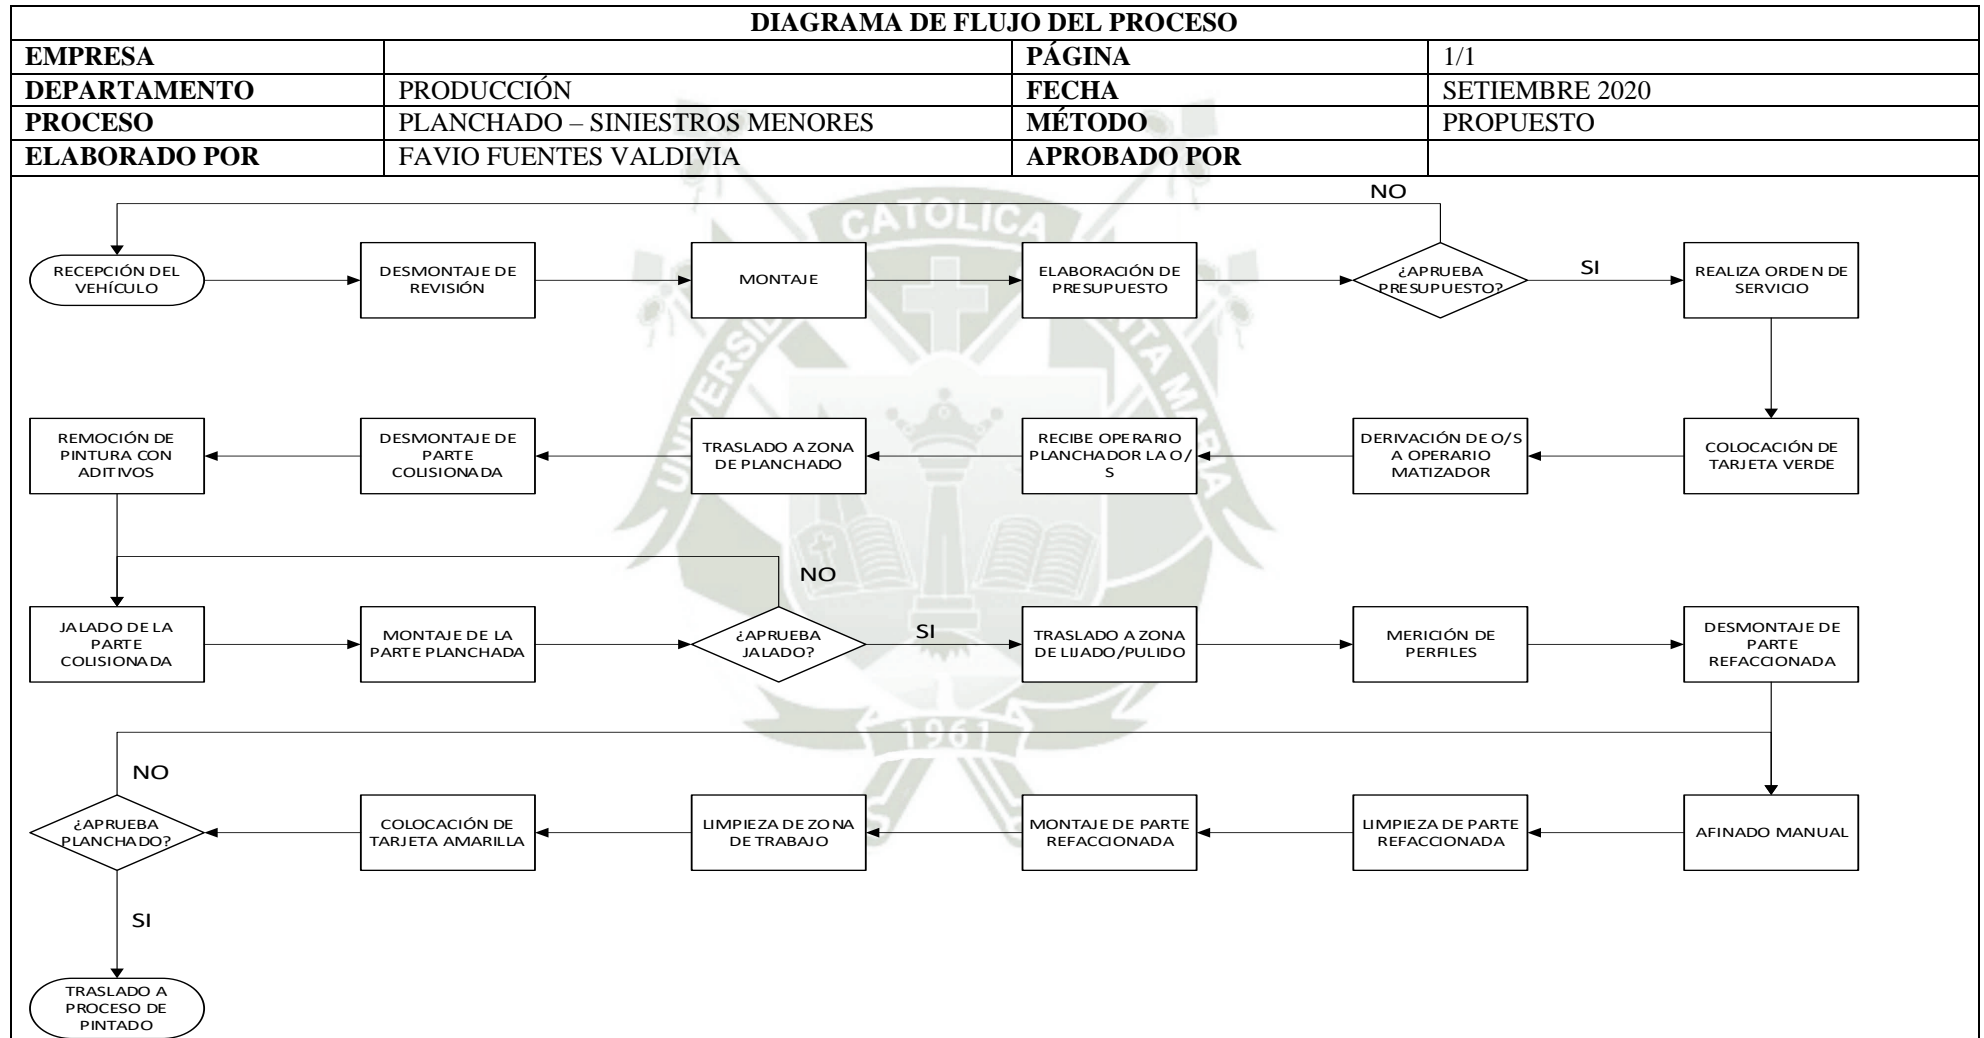 DIAGRAMA DE FLUJO DEL PROCESO
EMPRESA
PÁGINA
1/1
DEPARTAMENTO
PRODUCCIÓN
FECHA
SETIEMBRE 2020
PROCESO
PLANCHADO – SINIESTROS MENORES
MÉTODO
PROPUESTO
ELABORADO POR
FAVIO FUENTES VALDIVIA
APROBADO POR
NO
RECEPCIÓN DEL
VEHÍCULO
DESMONTAJE DE
REVISIÓN
MONTAJE
ELABORACIÓN DE
PRESUPUESTO
¿APRUEBA
PRESUPUESTO?
SI
REALIZA ORDEN DE
SERVICIO
COLOCACIÓN DE
TARJETA VERDE
DERIVACIÓN DE O/S
A OPERARIO
MATIZADOR
RECIBE OPERARIO
PLANCHADOR LA O/
S
TRASLADO A ZONA
DE PLANCHADO
DESMONTAJE DE
PARTE
COLISIONADA
REMOCIÓN DE
PINTURA CON
ADITIVOS
JALADO DE LA
PARTE
COLISIONADA
MONTAJE DE LA
PARTE PLANCHADA
¿APRUEBA
JALADO?
NO
SI
TRASLADO A ZONA
DE LIJADO/PULIDO
MERICIÓN DE
PERFILES
DESMONTAJE DE
PARTE
REFACCIONADA
AFINADO MANUAL
LIMPIEZA DE PARTE
REFACCIONADA
MONTAJE DE PARTE
REFACCIONADA
LIMPIEZA DE ZONA
DE TRABAJO
COLOCACIÓN DE
TARJETA AMARILLA
¿APRUEBA
PLANCHADO?
NO
SI
TRASLADO A
PROCESO DE
PINTADO
CATOLICA
1961